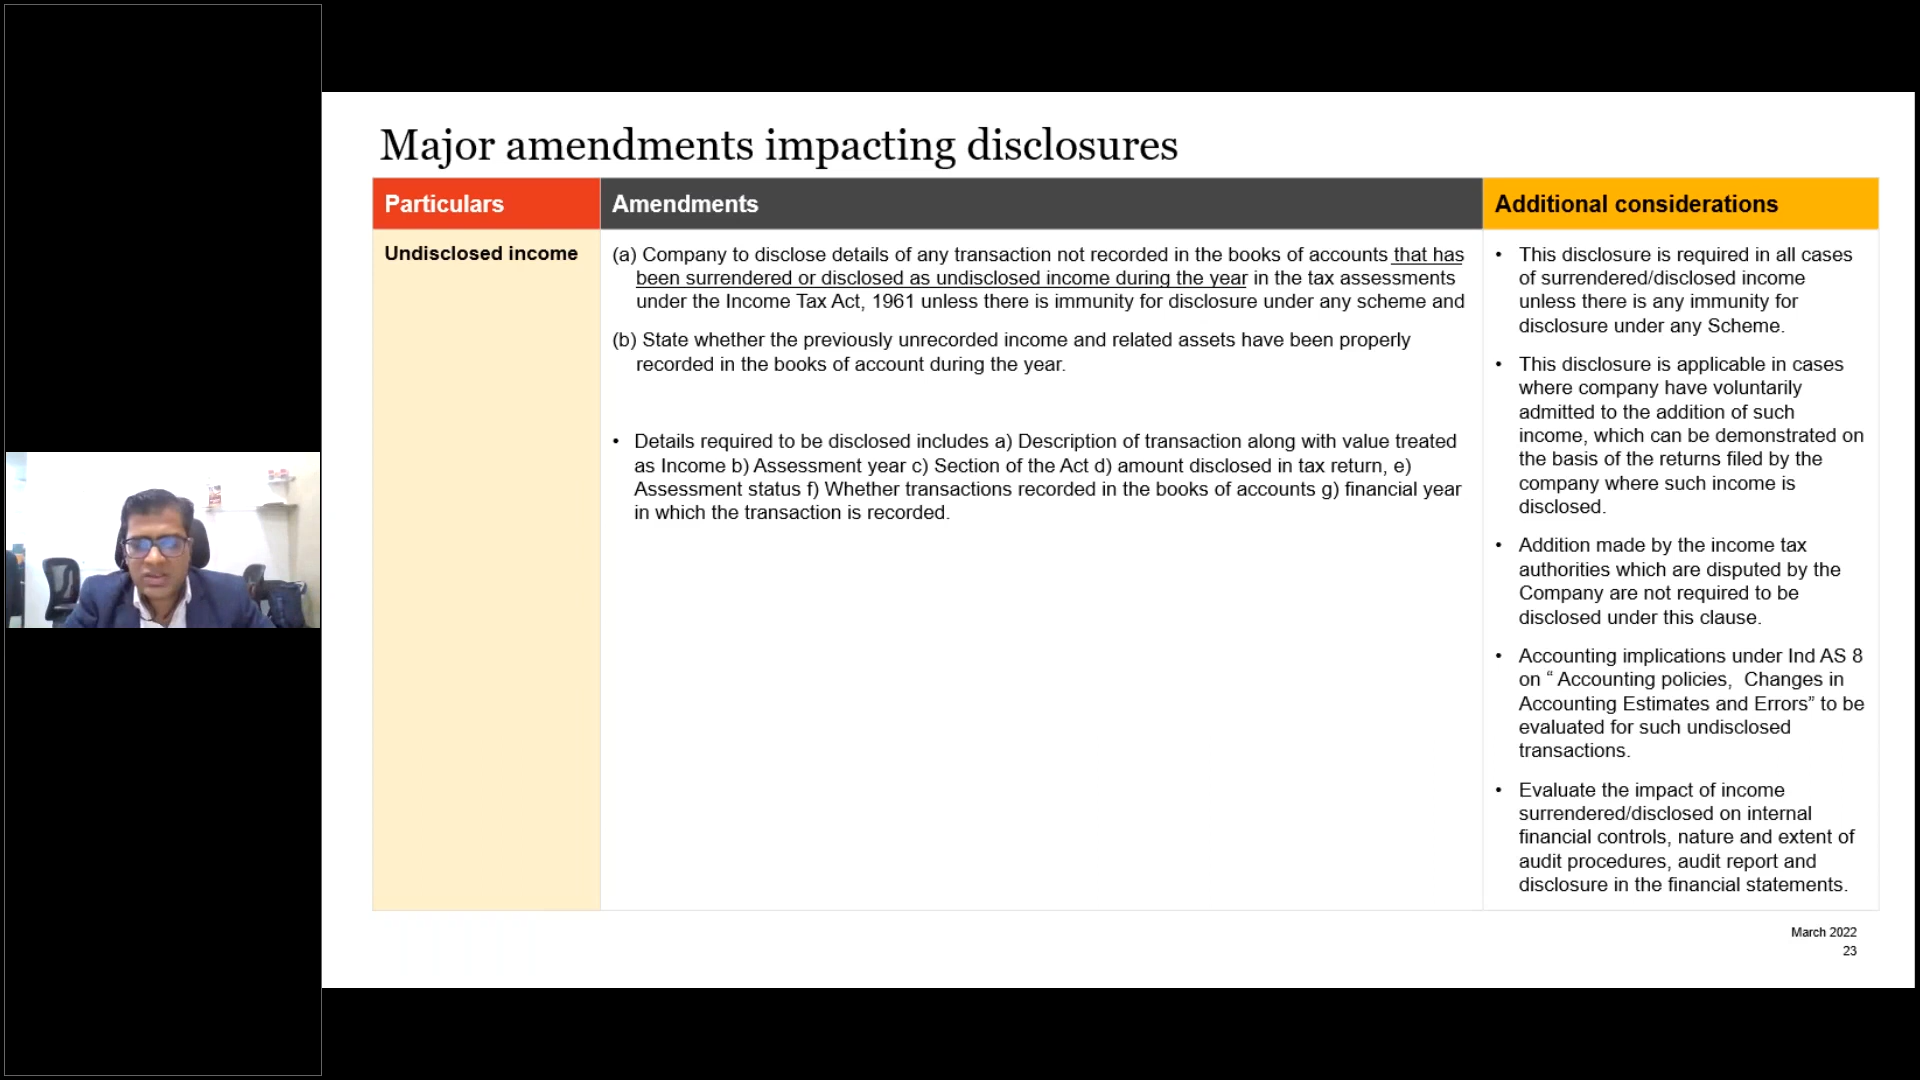 Major amendments impacting disclosures
Particulars
Amendments
Additional considerations
Undisclosed income
(a) Company to disclose details of any transaction not recorded in the books of accounts that has
been surrendered or disclosed as undisclosed income during the year in the tax assessments
under the Income Tax Act, 1961 unless there is immunity for disclosure under any scheme and
(b) State whether the previously unrecorded income and related assets have been properly
recorded in the books of account during the year.
• Details required to be disclosed includes a) Description of transaction along with value treated
as Income b) Assessment year c) Section of the Act d) amount disclosed in tax return, e)
Assessment status f) Whether transactions recorded in the books of accounts g) financial year
in which the transaction is recorded.
• This disclosure is required in all cases
of surrendered/disclosed income
unless there is any immunity for
disclosure under any Scheme.
• This disclosure is applicable in cases
where company have voluntarily
admitted to the addition of such
income, which can be demonstrated on
the basis of the returns filed by the
company where such income is
disclosed.
• Addition made by the income tax
authorities which are disputed by the
Company are not required to be
disclosed under this clause.
• Accounting implications under Ind AS 8
on “ Accounting policies,  Changes in
Accounting Estimates and Errors” to be
evaluated for such undisclosed
transactions.
• Evaluate the impact of income
surrendered/disclosed on internal
financial controls, nature and extent of
audit procedures, audit report and
disclosure in the financial statements.
March 2022
23